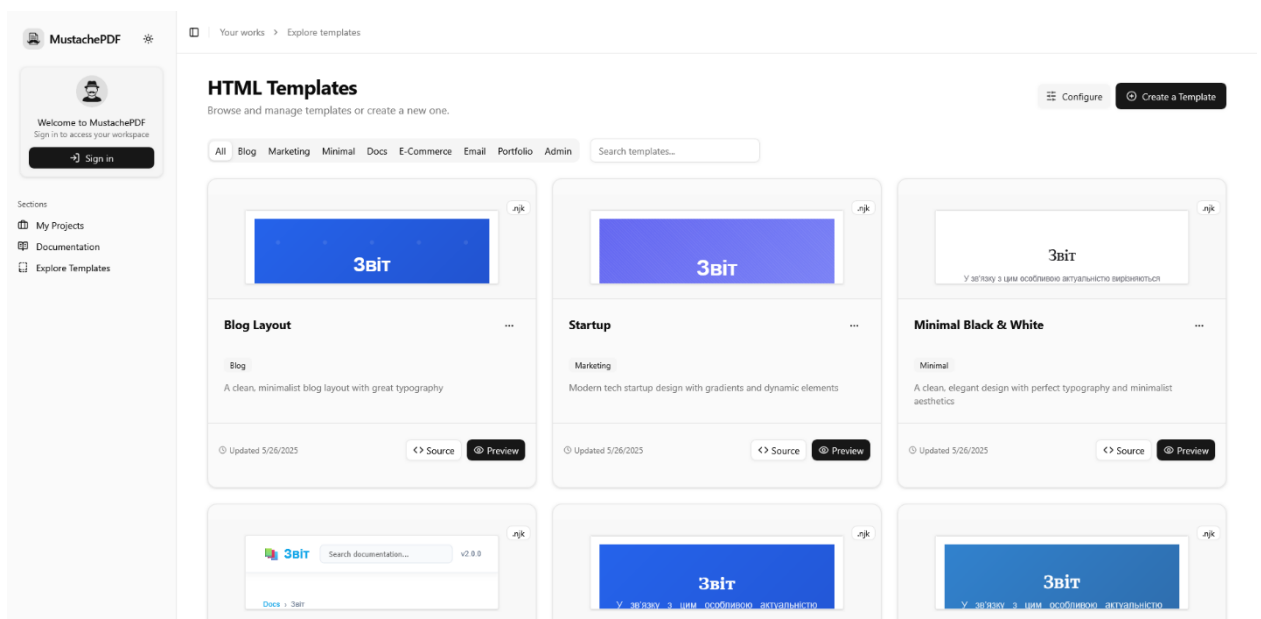 MustachePDF
Your works > Explore templates
Welcome to MustachePDF
Sign in to access your workspace
Sign in
Sections
My Projects
Documentation
Explore Templates
HTML Templates
Browse and manage templates or create a new one.
Configure
Create a Template
All Blog Marketing Minimal Docs E-Commerce Email Portfolio Admin
Search templates...
.njk
Звіт
Blog Layout
...
Blog
A clean, minimalist blog layout with great typography
Updated 5/26/2025
<> Source
Preview
.njk
Звіт
Startup
...
Marketing
Modern tech startup design with gradients and dynamic elements
Updated 5/26/2025
<> Source
Preview
.njk
Звіт
У зв'язку з цим особливою актуальністю вирізняються
Minimal Black & White
...
Minimal
A clean, elegant design with perfect typography and minimalist
aesthetics
Updated 5/26/2025
<> Source
Preview
.njk
Звіт
Search documentation...
v2.0.0
Docs › Звіт
.njk
Звіт
У зв'язку з цим особливою актуальністю
.njk
Звіт
У зв'язку з цим особливою актуальністю